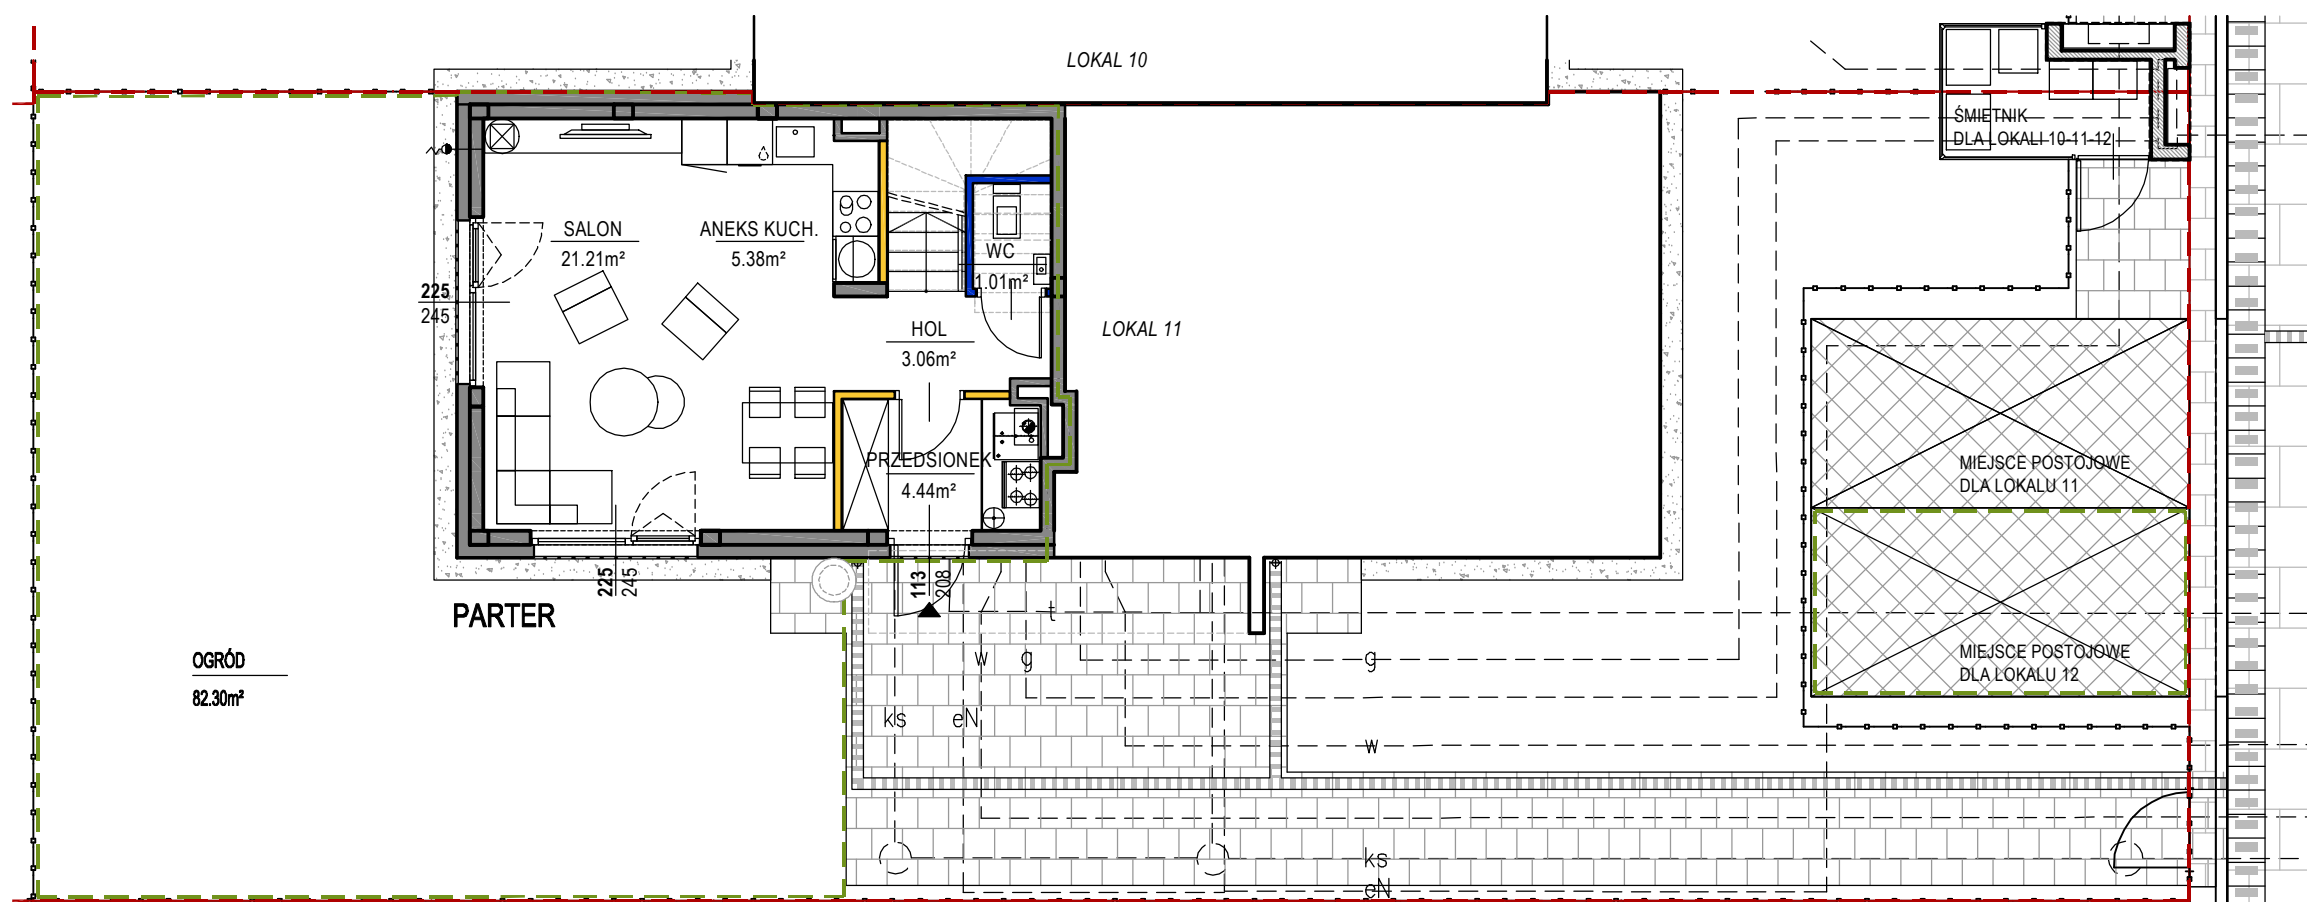 LOKAL 10
ŚMIETNIK
DLA LOKALI 10-11-12
SALON
21.21m²
ANEKS KUCH.
5.38m²
WC
1.01m²
225
245
HOL
3.06m²
LOKAL 11
PRZEDSIONEK
4.44m²
MIEJSCE POSTOJOWE
DLA LOKALU 11
225
245
113
208
PARTER
t
OGRÓD
82.30m²
w
g
g
MIEJSCE POSTOJOWE
DLA LOKALU 12
ks
eN
w
ks
eN